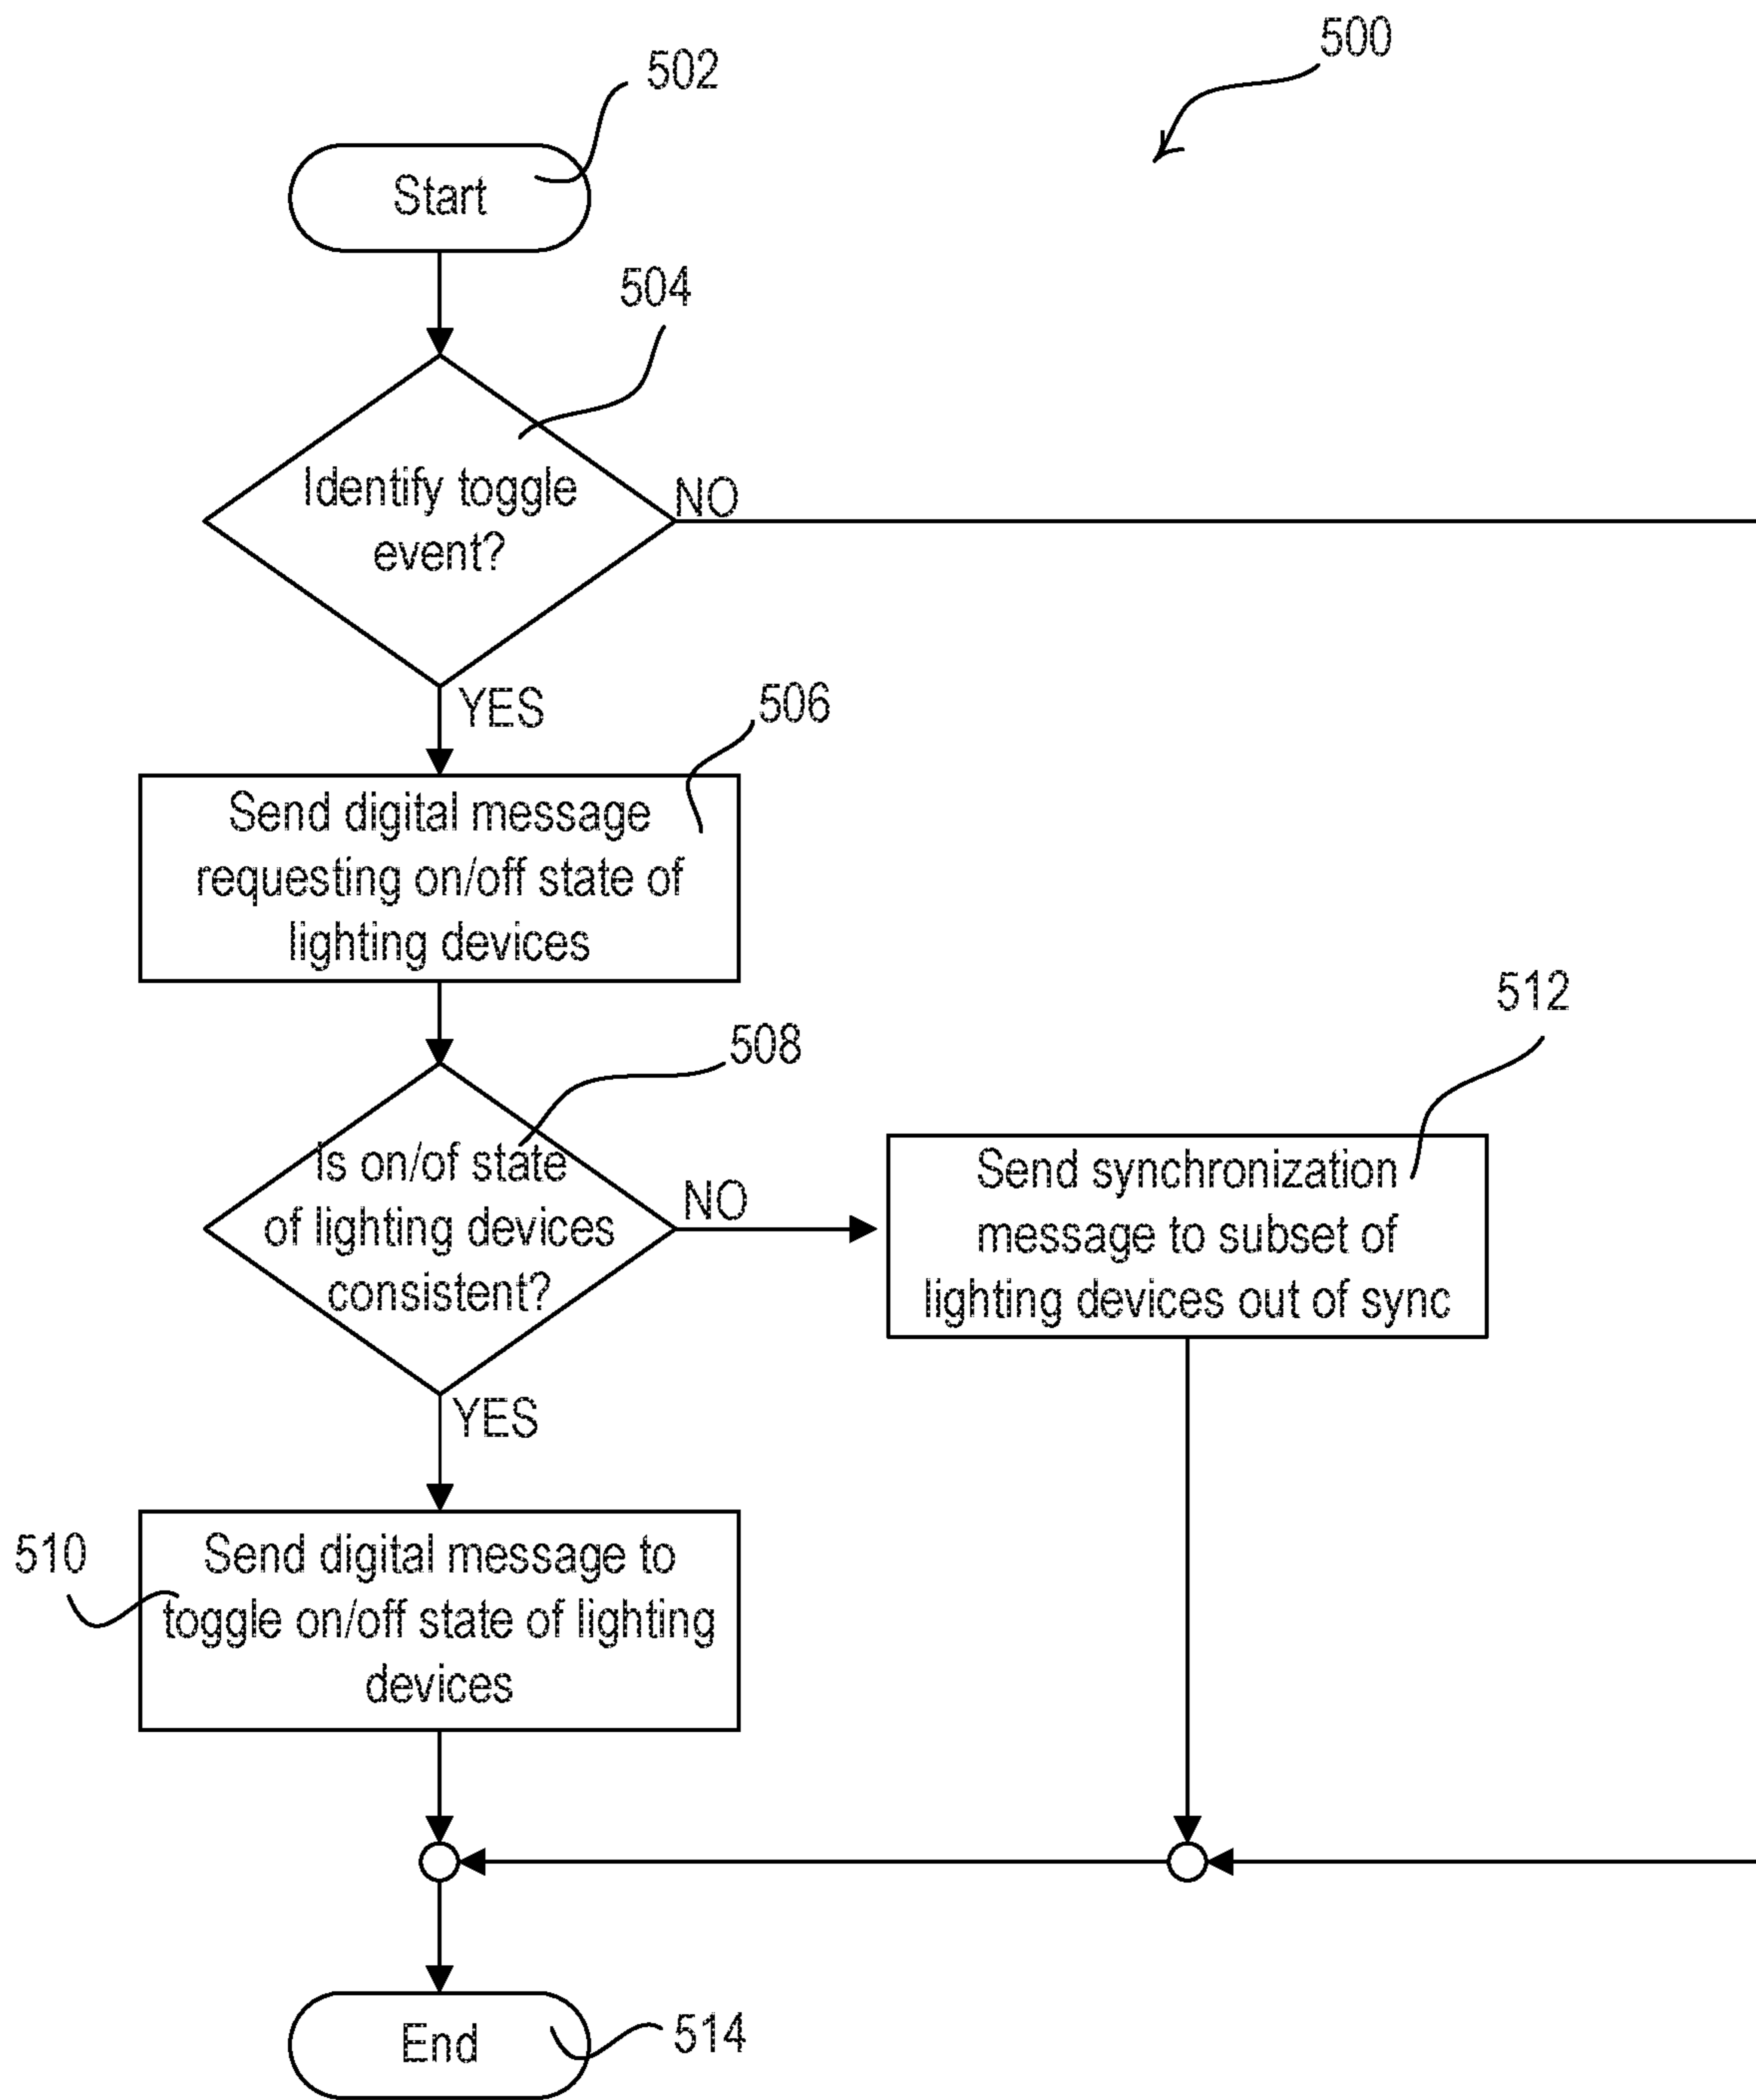 500
502
Start
504
Identify toggle
event?
NO
YES
506
Send digital message
requesting on/off state of
lighting devices
508
Is on/of state
of lighting devices
consistent?
NO
512
Send synchronization
message to subset of
lighting devices out of sync
YES
510
Send digital message to
toggle on/off state of lighting
devices
End
514